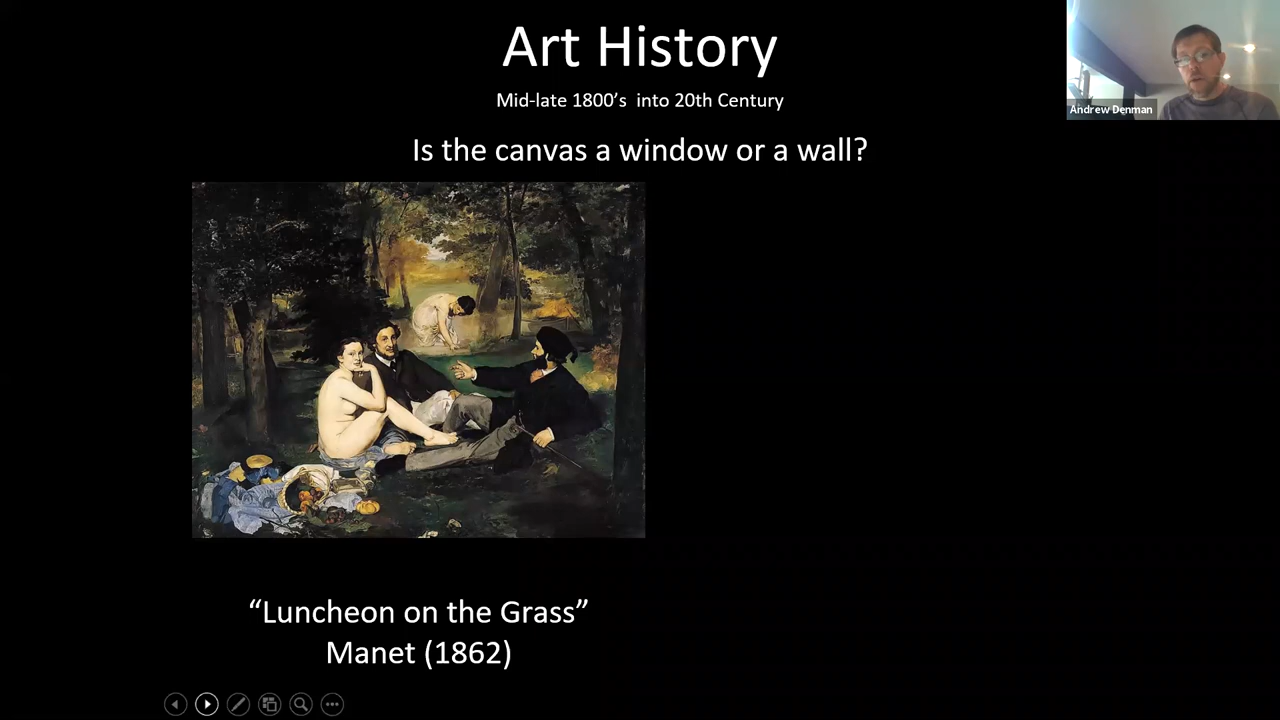 Art History
Mid-late 1800’s  into 20th Century
Is the canvas a window or a wall?
Andrew Denman
“Luncheon on the Grass”
Manet (1862)